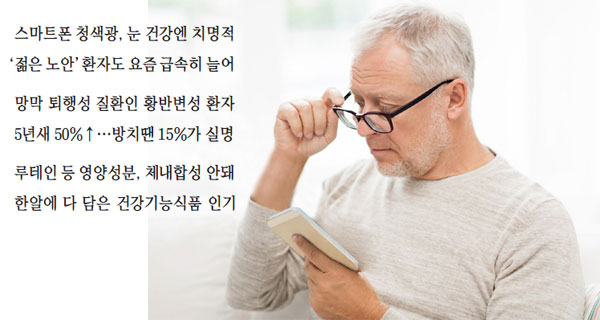 스마트폰 청색광, 눈 건강엔 치명적
‘젊은 노안’ 환자도 요즘 급속히 늘어
망막 퇴행성 질환인 황반변성 환자
5년새 50%↑…방치땐 15%가 실명
루테인 등 영양성분, 체내합성 안돼
한알에 다 담은 건강기능식품 인기